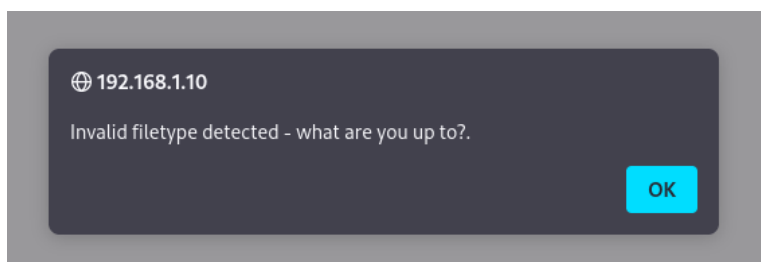 192.168.1.10
Invalid filetype detected - what are you up to?.
OK